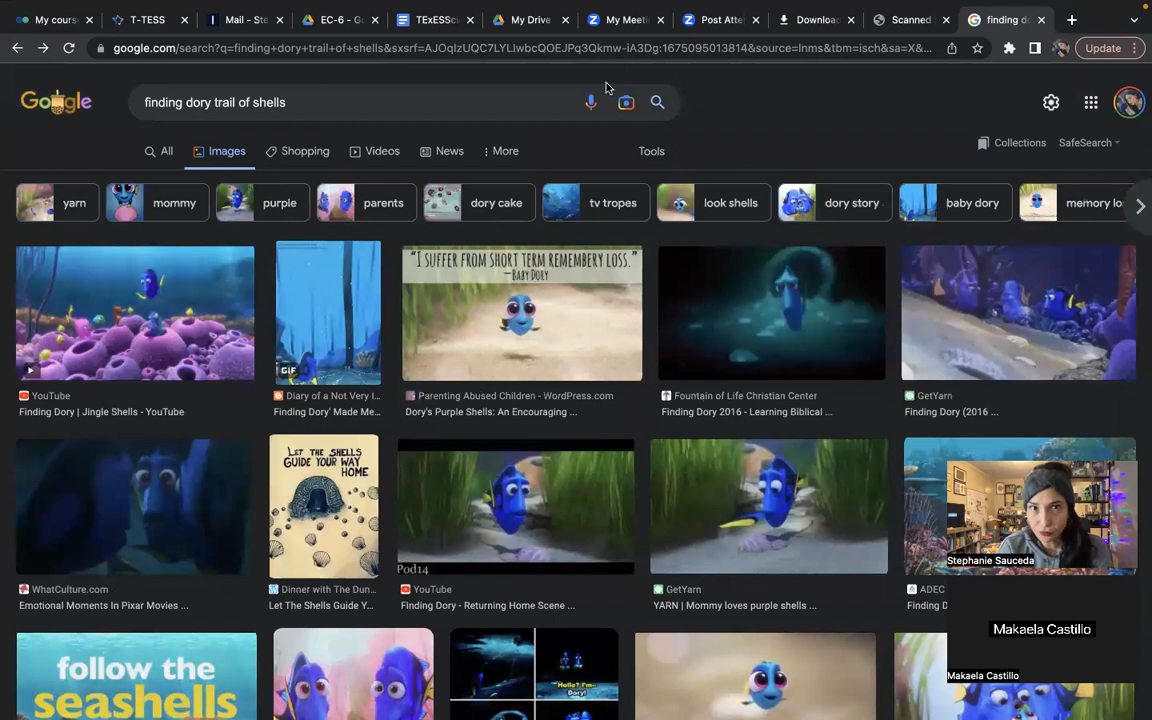 My cours
T-TESS
Mail - Ste
EC-6 - Go
TExESSci
My Drive
My Meeti
Post Atte
Downloac
Scanned
finding do
google.com/search?q=finding+dory+trail+of+shells&sxsrf=AJOqlzUQC7LYLIwbcQOEJPq3Qkmw-iA3Dg:1675095013814&source=lnms&tbm=isch&sa=X&...
Update
Google
finding dory trail of shells
All
Images
Shopping
Videos
News
More
Tools
Collections
SafeSearch
yarn
mommy
purple
parents
dory cake
tv tropes
look shells
dory story
baby dory
memory lo
"I SUFFER FROM SHORT TERM REMEMBERY LOSS."
—BABY DORY
GIF
YouTube
Finding Dory | Jingle Shells - YouTube
Diary of a Not Very I...
Finding Dory' Made Me...
Parenting Abused Children - WordPress.com
Dory's Purple Shells: An Encouraging ...
Fountain of Life Christian Center
Finding Dory 2016 - Learning Biblical ...
GetYarn
Finding Dory (2016 ...
LET THE SHELLS
GUIDE YOUR WAY
HOME
Pod14
WhatCulture.com
Emotional Moments In Pixar Movies ...
Dinner with The Dun...
Let The Shells Guide Y...
YouTube
Finding Dory - Returning Home Scene ...
GetYarn
YARN | Mommy loves purple shells ...
ADEC
Finding D
Stephanie Sauceda
Makaela Castillo
Makaela Castillo
follow the
seashells
Hello? I'm—
Dory!